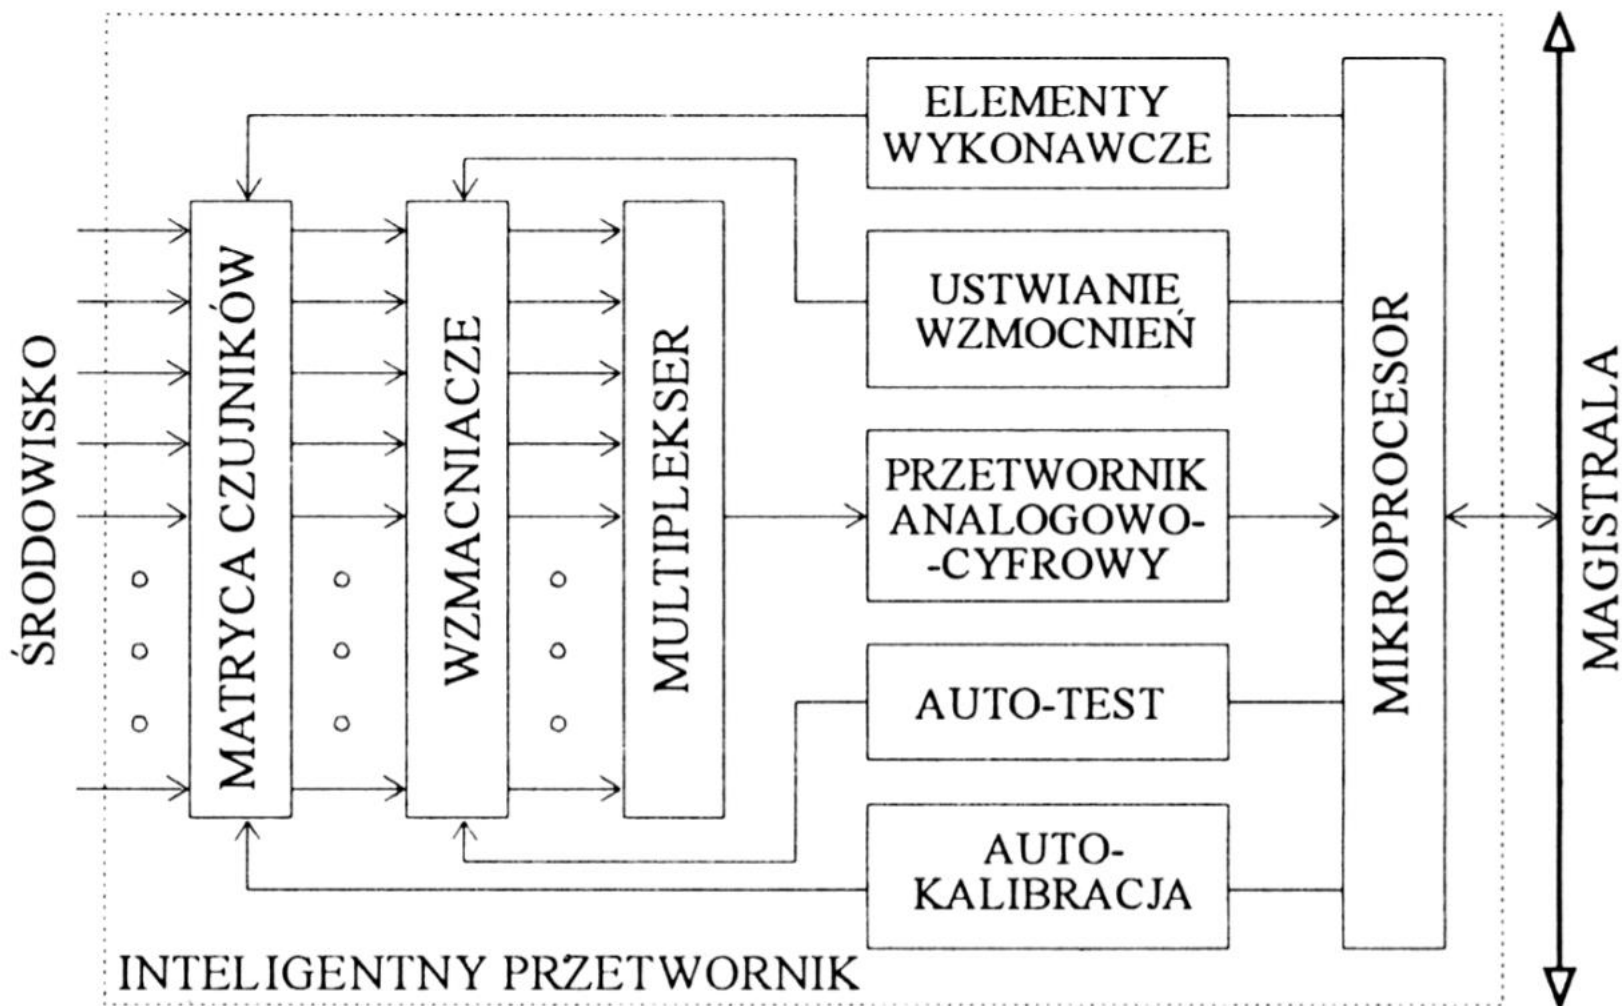 ŚRODOWISKO
MATRYCA CZUJNIKÓW
WZMACNIACZE
MULTIPLEKSER
ELEMENTY
WYKONAWCZE
USTWIANIE
WZMOCNIEŃ
PRZETWORNIK
ANALOGOWO-
-CYFROWY
AUTO-TEST
AUTO-
KALIBRACJA
MIKROPROCESOR
MAGISTRALA
INTELIGENTNY PRZETWORNIK